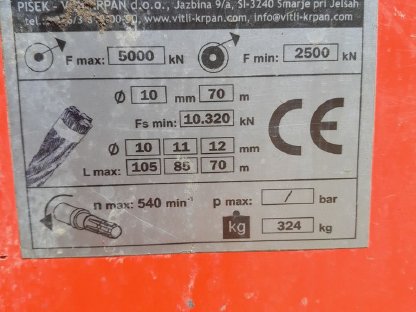 PISEK - VITLI KRPAN d.o.o., Jazbina 9/a, SI-3240 Šmarje pri Jelšah
www.vitli-krpan.com, info@vitli-krpan.com
F max: 5000 kN F min: 2500 kN
Ø 10 mm 70 m
Fs min: 10.320 kN
Ø 10 11 12 mm
L max: 105 85 70 m
CE
n max: 540 min⁻¹ p max: / bar
kg 324 kg